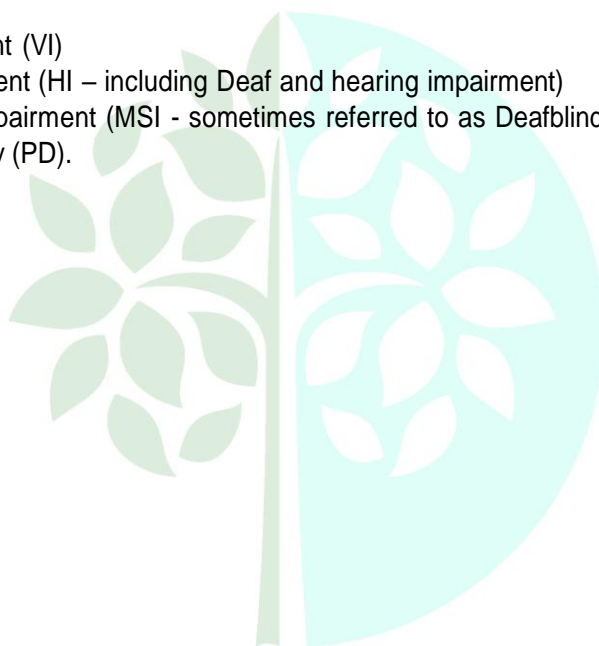 nt (VI)
ent (HI – including Deaf and hearing impairment)
pairment (MSI - sometimes referred to as Deafblind
y (PD).